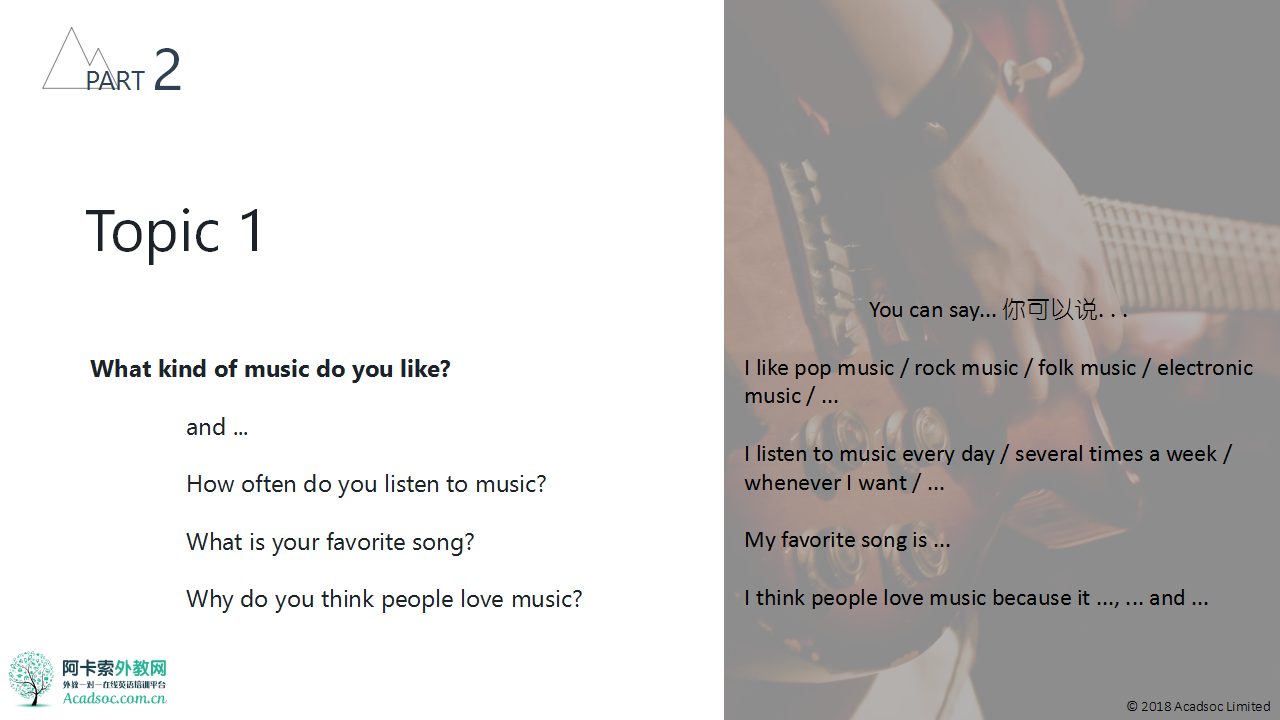 PART 2
Topic 1
What kind of music do you like?
and ...
How often do you listen to music?
What is your favorite song?
Why do you think people love music?
You can say... 你可以说. . .
I like pop music / rock music / folk music / electronic
music / ...
I listen to music every day / several times a week /
whenever I want / ...
My favorite song is ...
I think people love music because it ..., ... and ...
阿卡索外教网
外教一对一在线英语培训平台
Acadsoc.com.cn
© 2018 Acadsoc Limited